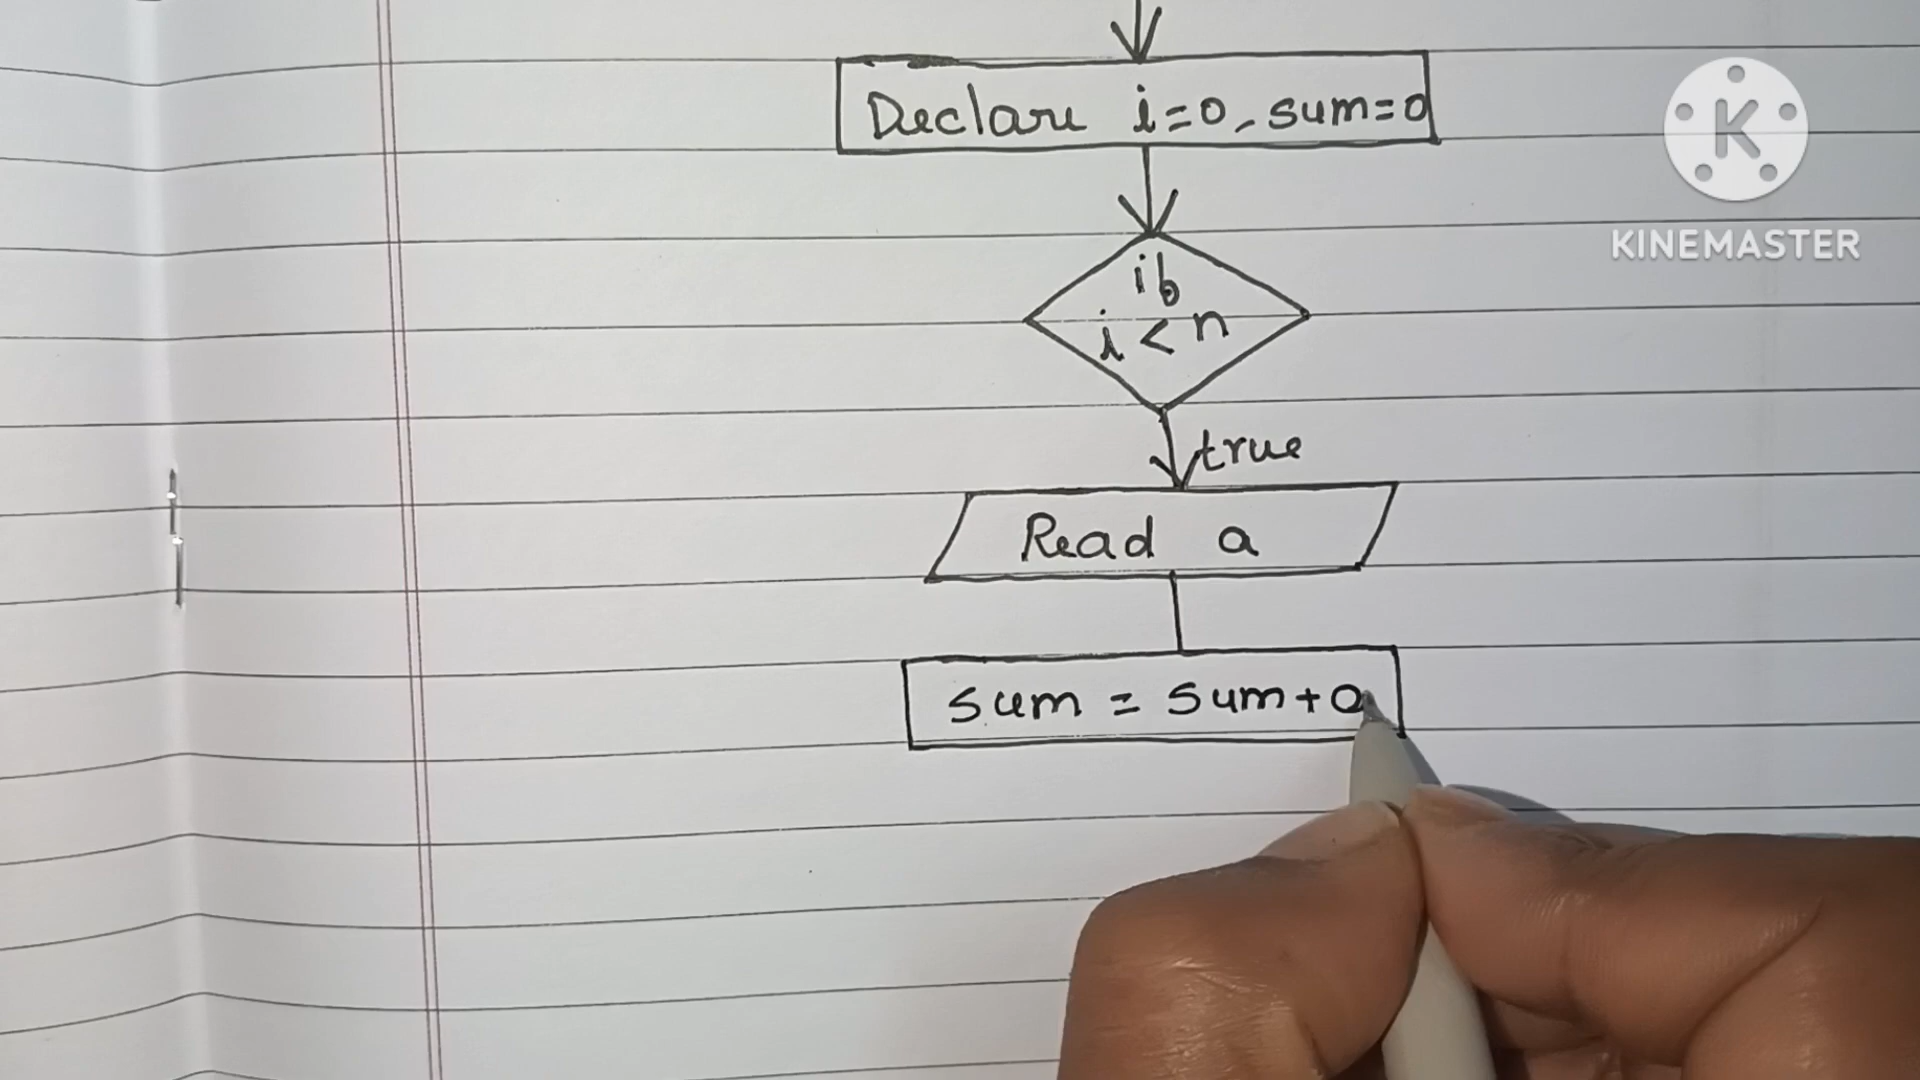 Declare i=0, sum=0
if
i < n
true
Read a
sum = sum+a
K
KINEMASTER